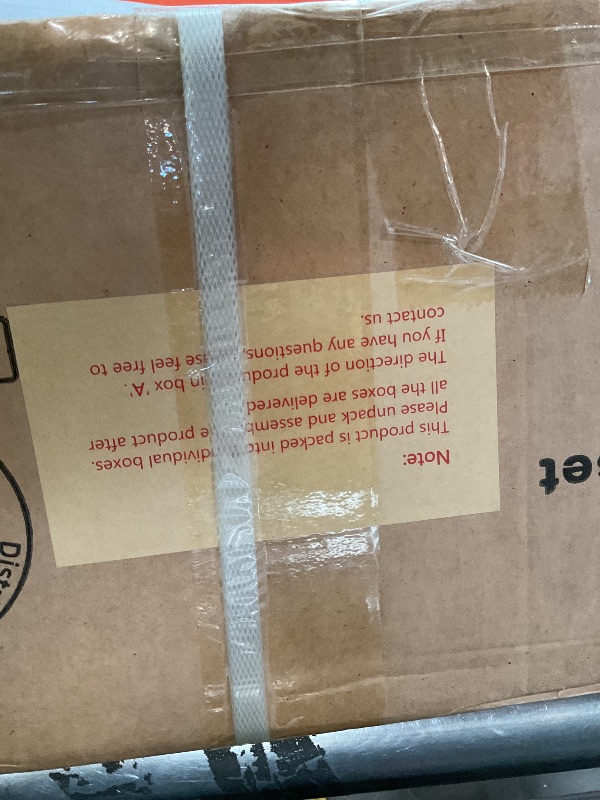 Note:
This product is packed into individual boxes.
Please unpack and assemble the product after
all the boxes are delivered.
The direction of the product in box 'A'.
If you have any questions, please feel free to
contact us.
set
Dist